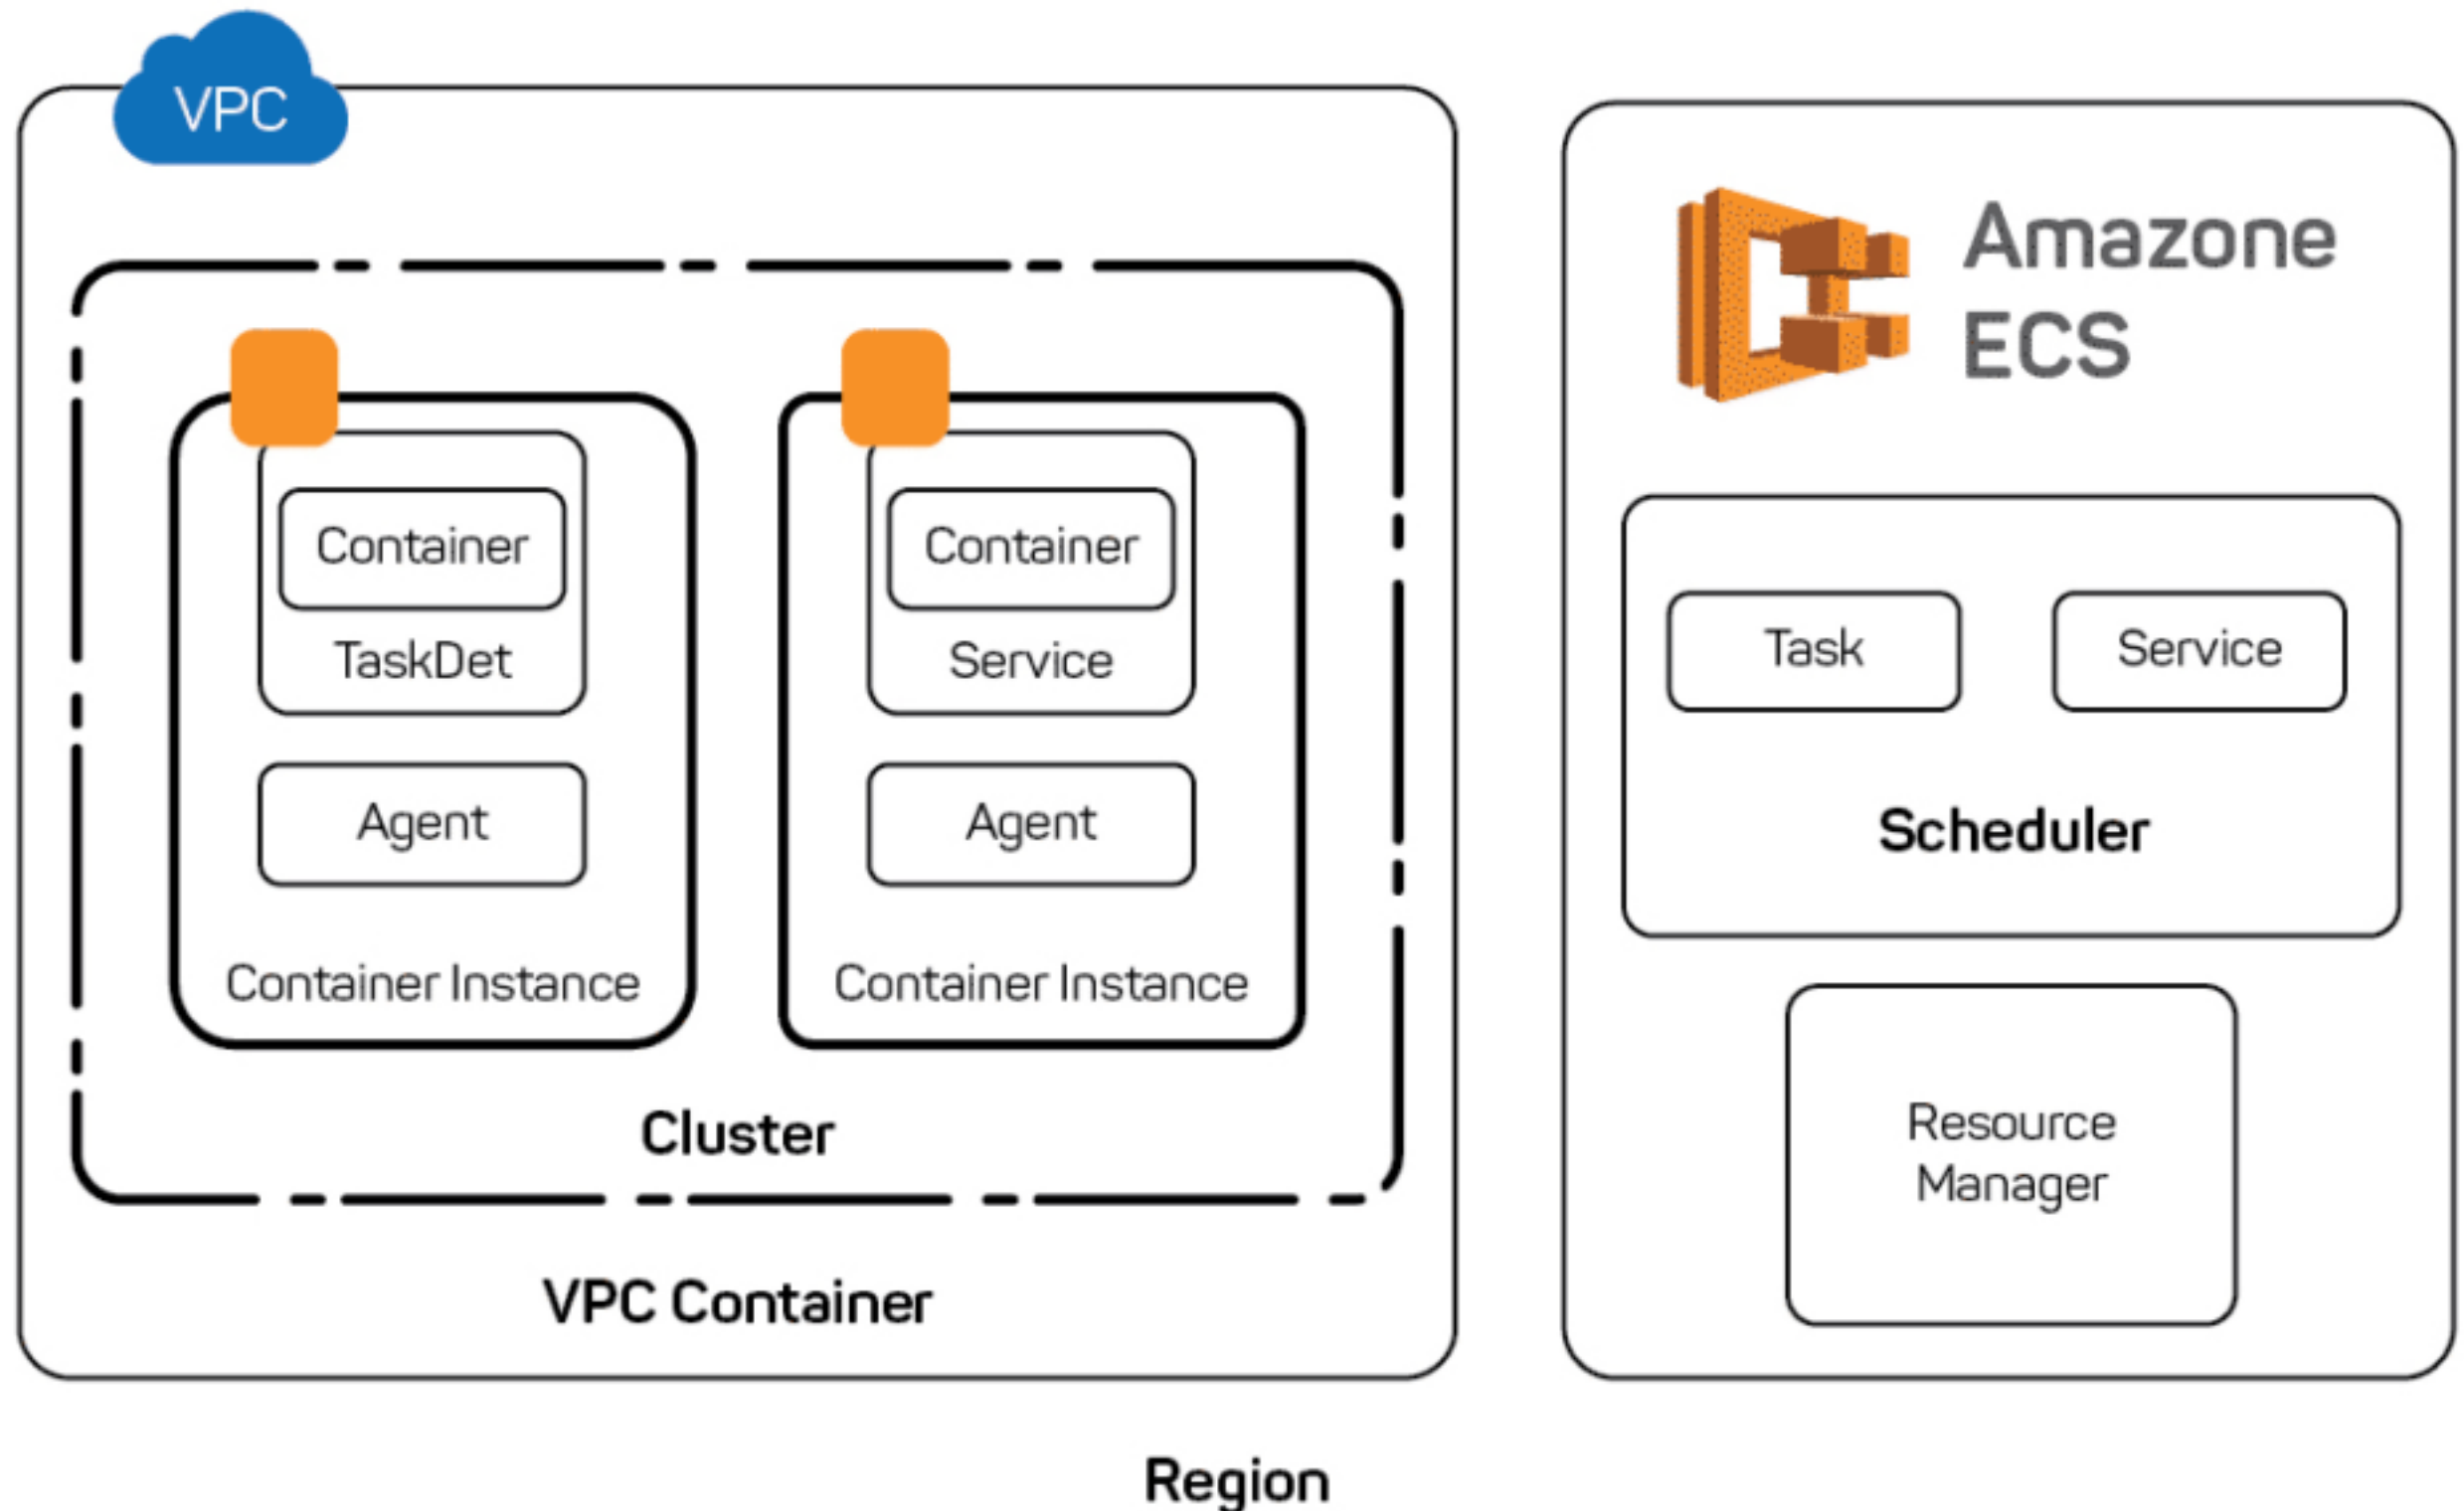 VPC
Container
TaskDet
Agent
Container Instance
Container
Service
Agent
Container Instance
Cluster
VPC Container
Amazone
ECS
Task
Service
Scheduler
Resource
Manager
Region